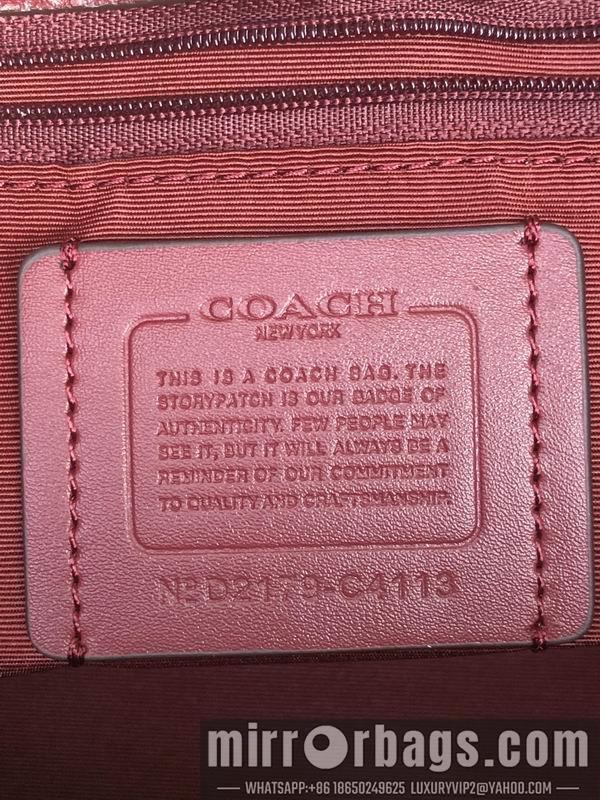 COACH
NEW YORK
THIS IS A COACH BAG. THE
STORYPATCH IS OUR BADGE OF
AUTHENTICITY. FEW PEOPLE MAY
SEE IT, BUT IT WILL ALWAYS BE A
REMINDER OF OUR COMMITMENT
TO QUALITY AND CRAFTSMANSHIP.
Nº D2179-C4113
mirrorbags.com
WHATSAPP:+86 18650249625 LUXURYVIP2@YAHOO.COM